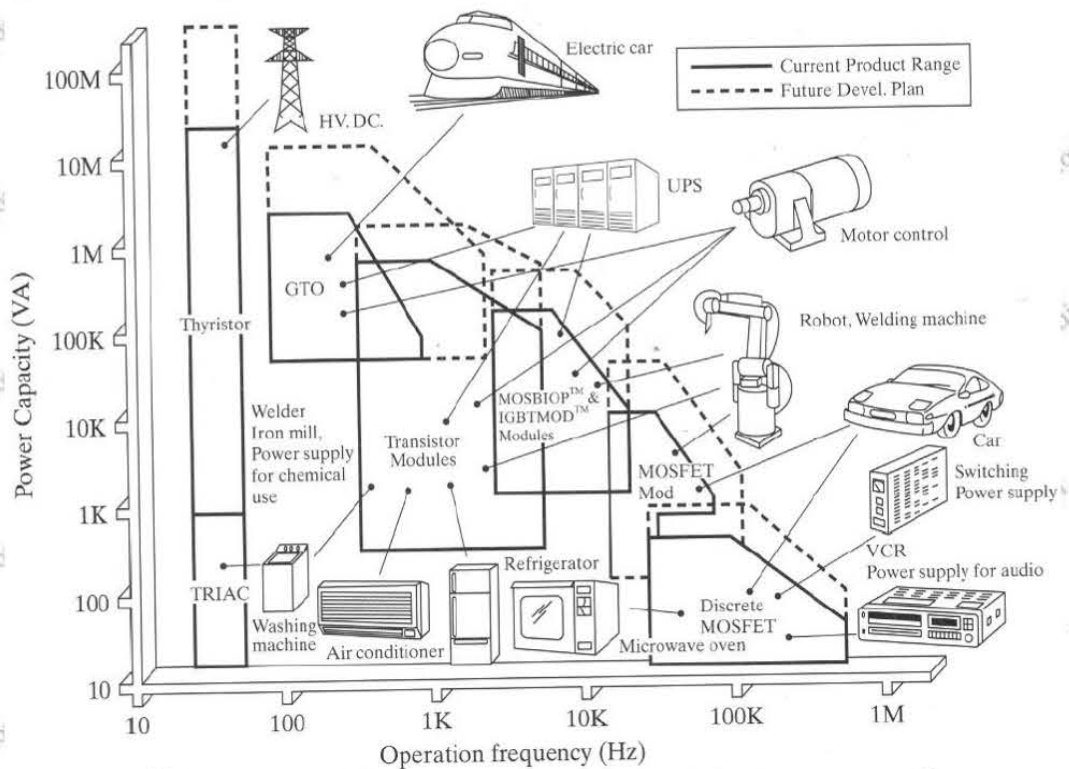 Electric car
Current Product Range
Future Devel. Plan
100M
HV. DC.
10M
UPS
Motor control
1M
GTO
Thyristor
Robot, Welding machine
100K
MOSBIOP™ &
IGBTMOD™
Modules
Welder
Iron mill,
Power supply
for chemical
use
10K
Transistor
Modules
Car
MOSFET
Mod
Switching
Power supply
1K
TRIAC
Refrigerator
VCR
Power supply for audio
100
Discrete
MOSFET
Washing
machine
Air conditioner
Microwave oven
10
10
100
1K
10K
100K
1M
Power Capacity (VA)
Operation frequency (Hz)